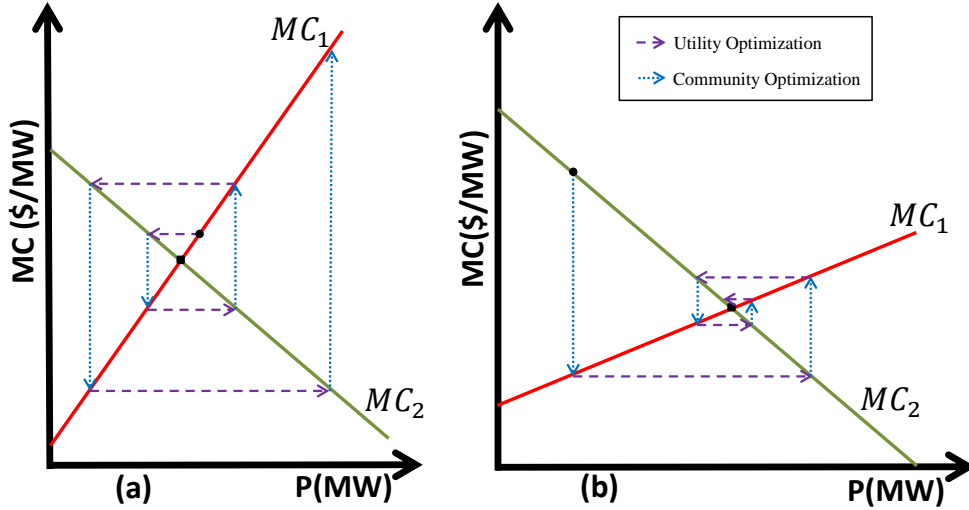 MC₁
MC ($/MW)
MC₂
(a)
P(MW)
Utility Optimization
Community Optimization
MC($/MW)
MC₁
MC₂
(b)
P(MW)